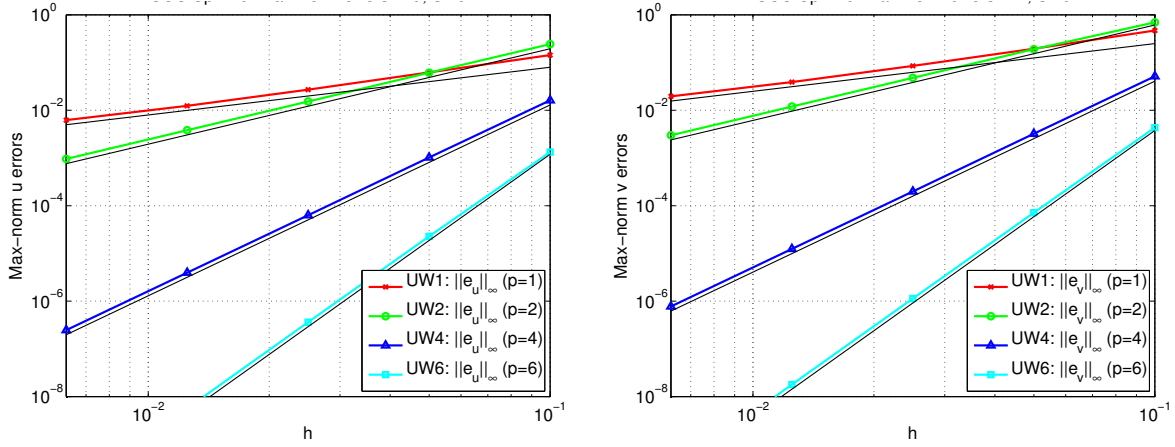 10^0
10^-2
10^-4
10^-6
10^-8
Max-norm u errors
10^-2
10^-1
h
UW1: ||e_u||_∞ (p=1)
UW2: ||e_u||_∞ (p=2)
UW4: ||e_u||_∞ (p=4)
UW6: ||e_u||_∞ (p=6)
10^0
10^-2
10^-4
10^-6
10^-8
Max-norm v errors
10^-2
10^-1
h
UW1: ||e_v||_∞ (p=1)
UW2: ||e_v||_∞ (p=2)
UW4: ||e_v||_∞ (p=4)
UW6: ||e_v||_∞ (p=6)